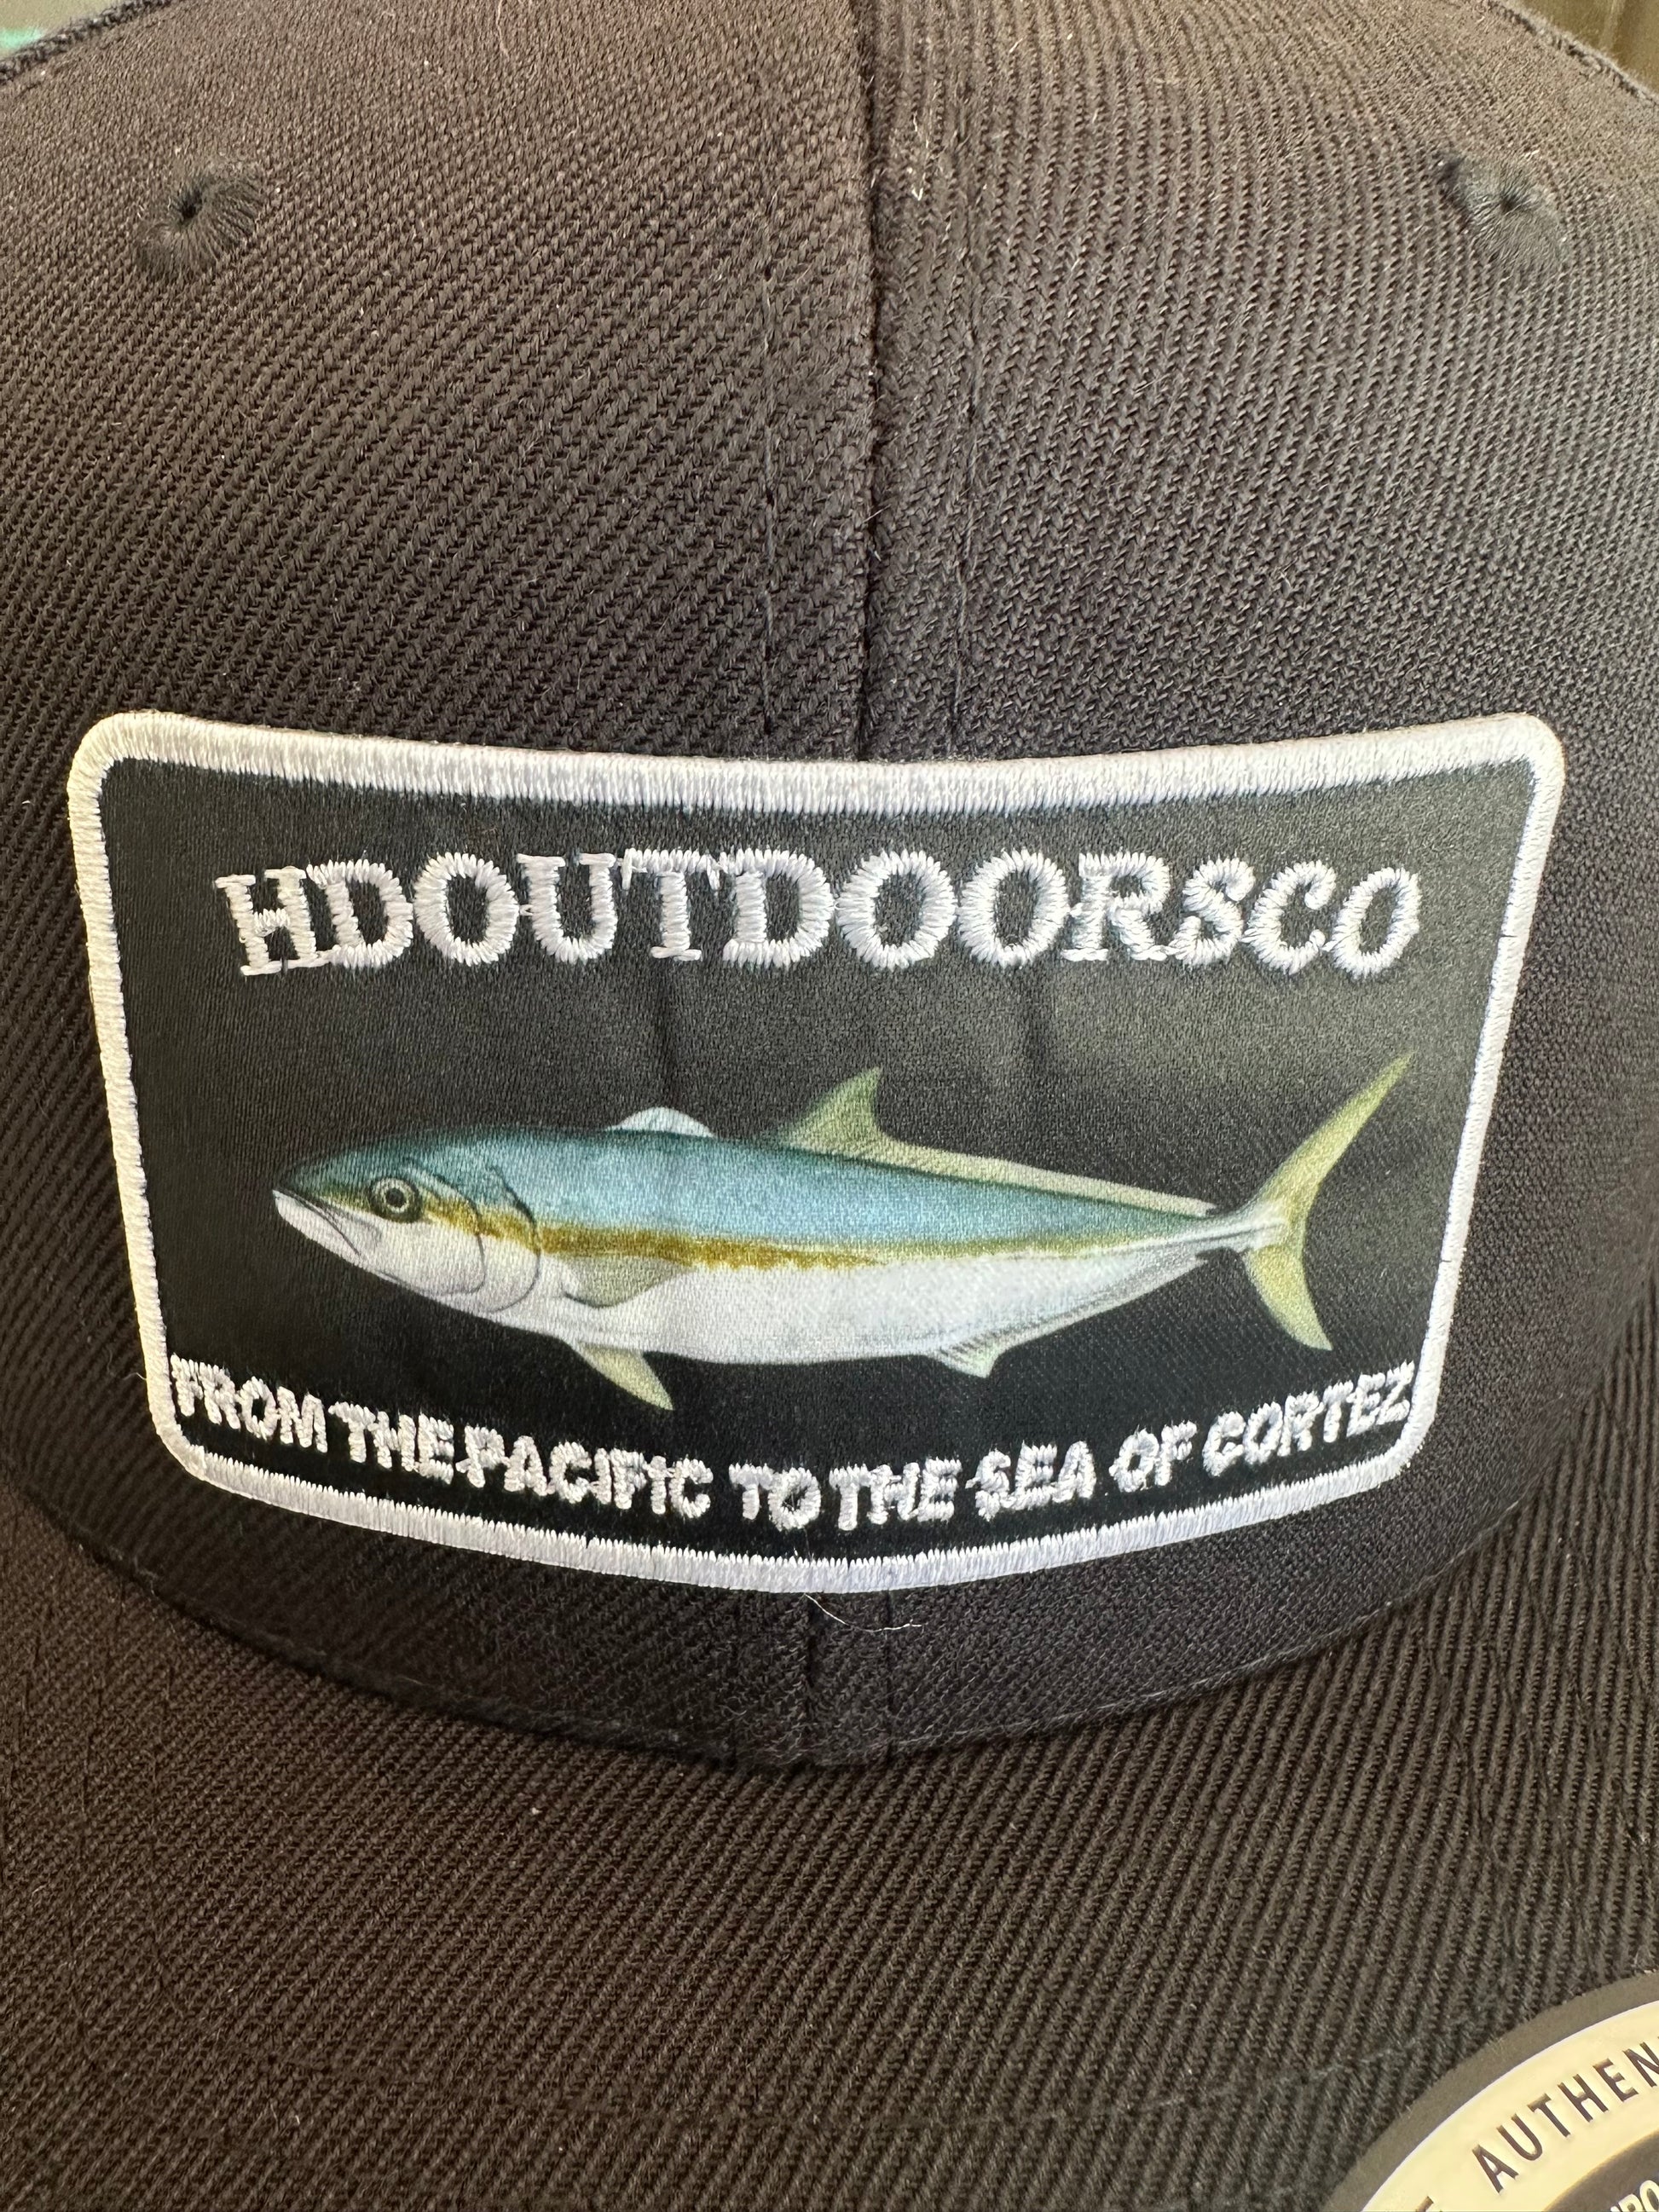 HDOUTDOORSCO
FROM THE PACIFIC TO THE SEA OF CORTEZ